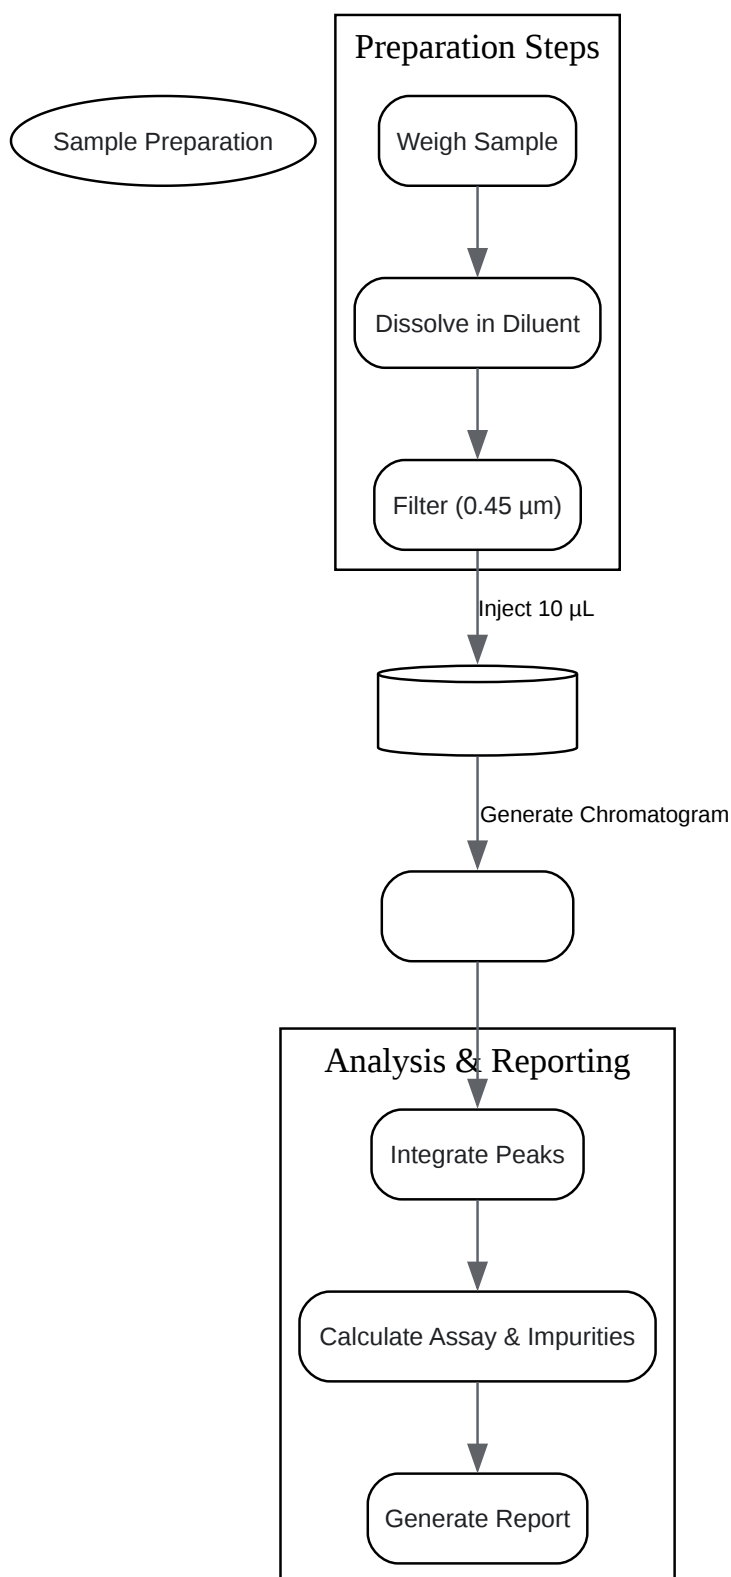 Preparation Steps
Sample Preparation
Weigh Sample
Dissolve in Diluent
Filter (0.45 µm)
Inject 10 µL
Generate Chromatogram
Analysis & Reporting
Integrate Peaks
Calculate Assay & Impurities
Generate Report